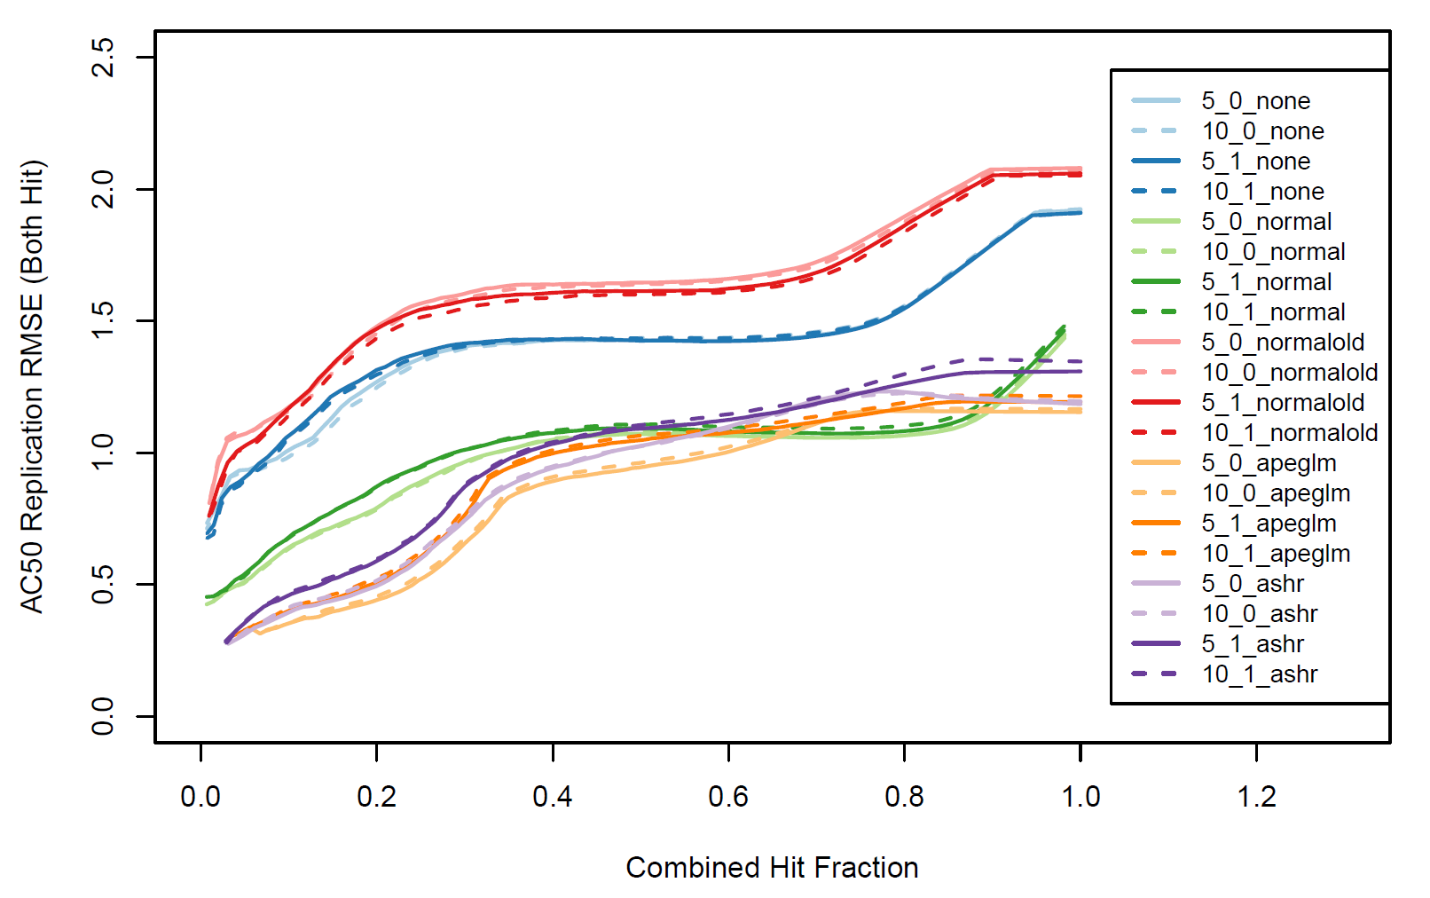 AC50 Replication RMSE (Both Hit)
2.5
2.0
1.5
1.0
0.5
0.0
5_0_none
10_0_none
5_1_none
10_1_none
5_0_normal
10_0_normal
5_1_normal
10_1_normal
5_0_normalold
10_0_normalold
5_1_normalold
10_1_normalold
5_0_apeglm
10_0_apeglm
5_1_apeglm
10_1_apeglm
5_0_ashr
10_0_ashr
5_1_ashr
10_1_ashr
0.0 0.2 0.4 0.6 0.8 1.0 1.2
Combined Hit Fraction